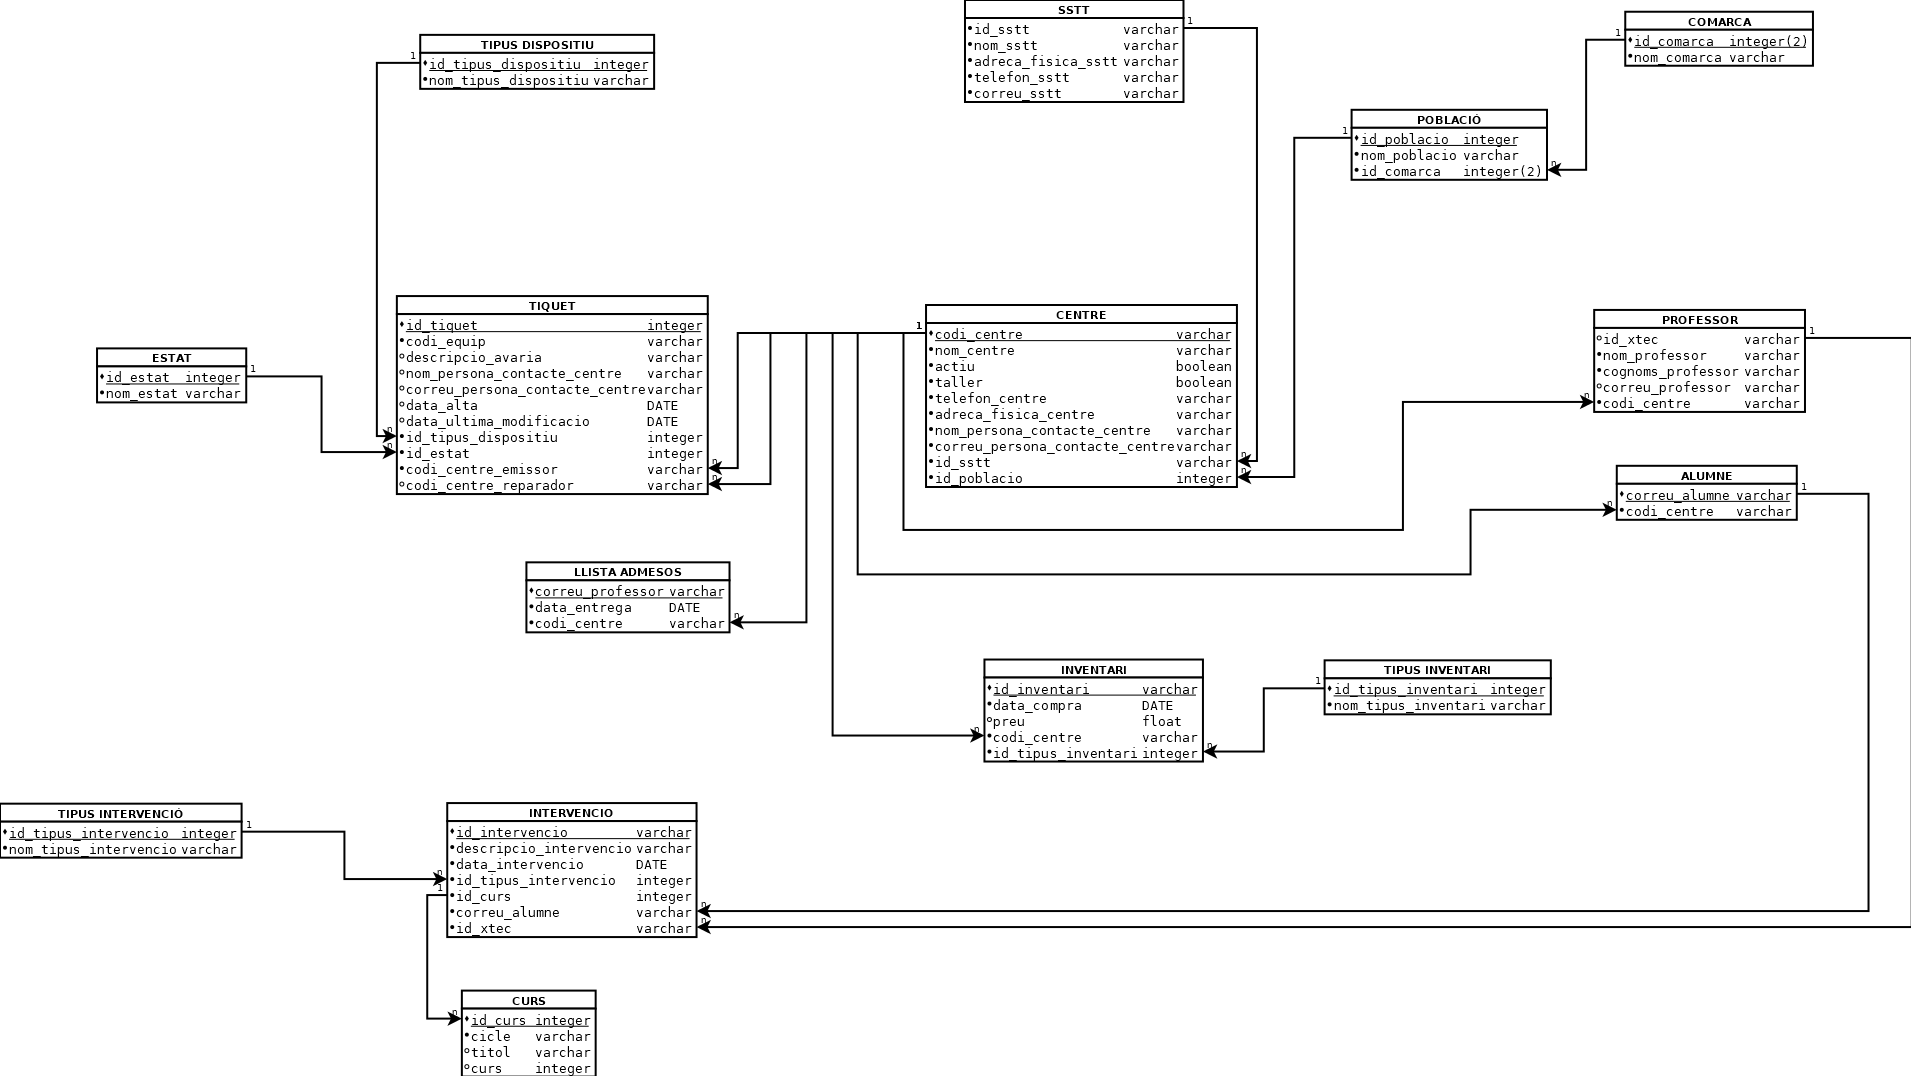 SSTT
id_sstt varchar
nom_sstt varchar
adreca_fisica_sstt varchar
telefon_sstt varchar
correu_sstt varchar
1
COMARCA
id_comarca integer(2)
nom_comarca varchar
1
TIPUS DISPOSITIU
id_tipus_dispositiu integer
nom_tipus_dispositiu varchar
1
POBLACIÓ
id_poblacio integer
nom_poblacio varchar
id_comarca integer(2)
1
n
TIQUET
id_tiquet integer
codi_equip varchar
descripcio_avaria varchar
nom_persona_contacte_centre varchar
correu_persona_contacte_centre varchar
data_alta DATE
data_ultima_modificacio DATE
id_tipus_dispositiu integer
id_estat integer
codi_centre_emissor varchar
codi_centre_reparador varchar
n
n
n
n
CENTRE
codi_centre varchar
nom_centre varchar
actiu boolean
taller boolean
telefon_centre varchar
adreca_fisica_centre varchar
nom_persona_contacte_centre varchar
correu_persona_contacte_centre varchar
id_sstt varchar
id_poblacio integer
1
n
n
PROFESSOR
id_xtec varchar
nom_professor varchar
cognoms_professor varchar
correu_professor varchar
codi_centre varchar
1
n
ESTAT
id_estat integer
nom_estat varchar
1
ALUMNE
correu_alumne varchar
codi_centre varchar
1
n
LLISTA ADMESOS
correu_professor varchar
data_entrega DATE
codi_centre varchar
n
INVENTARI
id_inventari varchar
data_compra DATE
preu float
codi_centre varchar
id_tipus_inventari integer
n
n
TIPUS INVENTARI
id_tipus_inventari integer
nom_tipus_inventari varchar
1
TIPUS INTERVENCIÓ
id_tipus_intervencio integer
nom_tipus_intervencio varchar
1
INTERVENCIO
id_intervencio varchar
descripcio_intervencio varchar
data_intervencio DATE
id_tipus_intervencio integer
id_curs integer
correu_alumne varchar
id_xtec varchar
n
1
n
n
CURS
id_curs integer
cicle varchar
titol varchar
curs integer
n